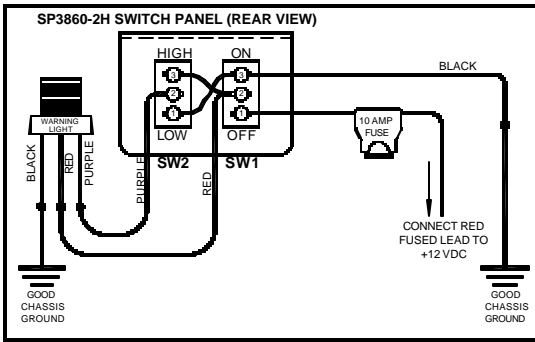 SP3860-2H SWITCH PANEL (REAR VIEW)
HIGH
ON
3
2
1
3
2
1
LOW
OFF
SW2
SW1
WARNING
LIGHT
BLACK
RED
PURPLE
PURPLE
RED
BLACK
10 AMP
FUSE
CONNECT RED
FUSED LEAD TO
+12 VDC
GOOD
CHASSIS
GROUND
GOOD
CHASSIS
GROUND